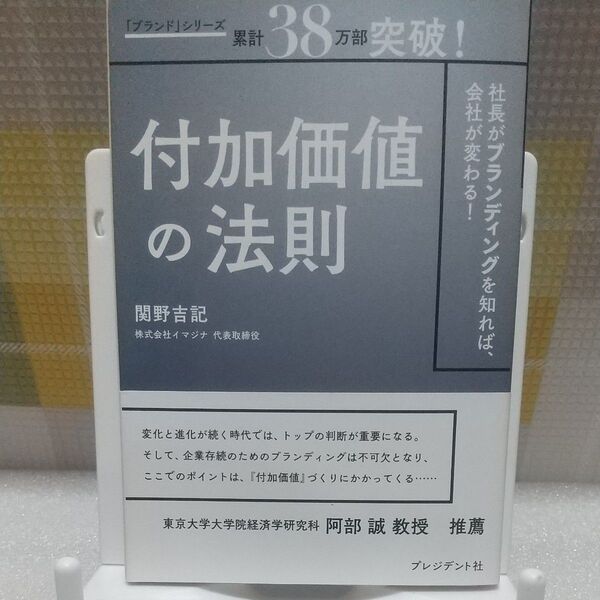 「ブランド」シリーズ
累計38万部突破!
社長がブランディングを知れば、
会社が変わる!
付加価値
の法則
関野吉記
株式会社イマジナ 代表取締役
変化と進化が続く時代では、トップの判断が重要になる。
そして、企業存続のためのブランディングは不可欠となり、
ここでのポイントは、『付加価値』づくりにかかってくる……
東京大学大学院経済学研究科 阿部 誠 教授 推薦
プレジデント社